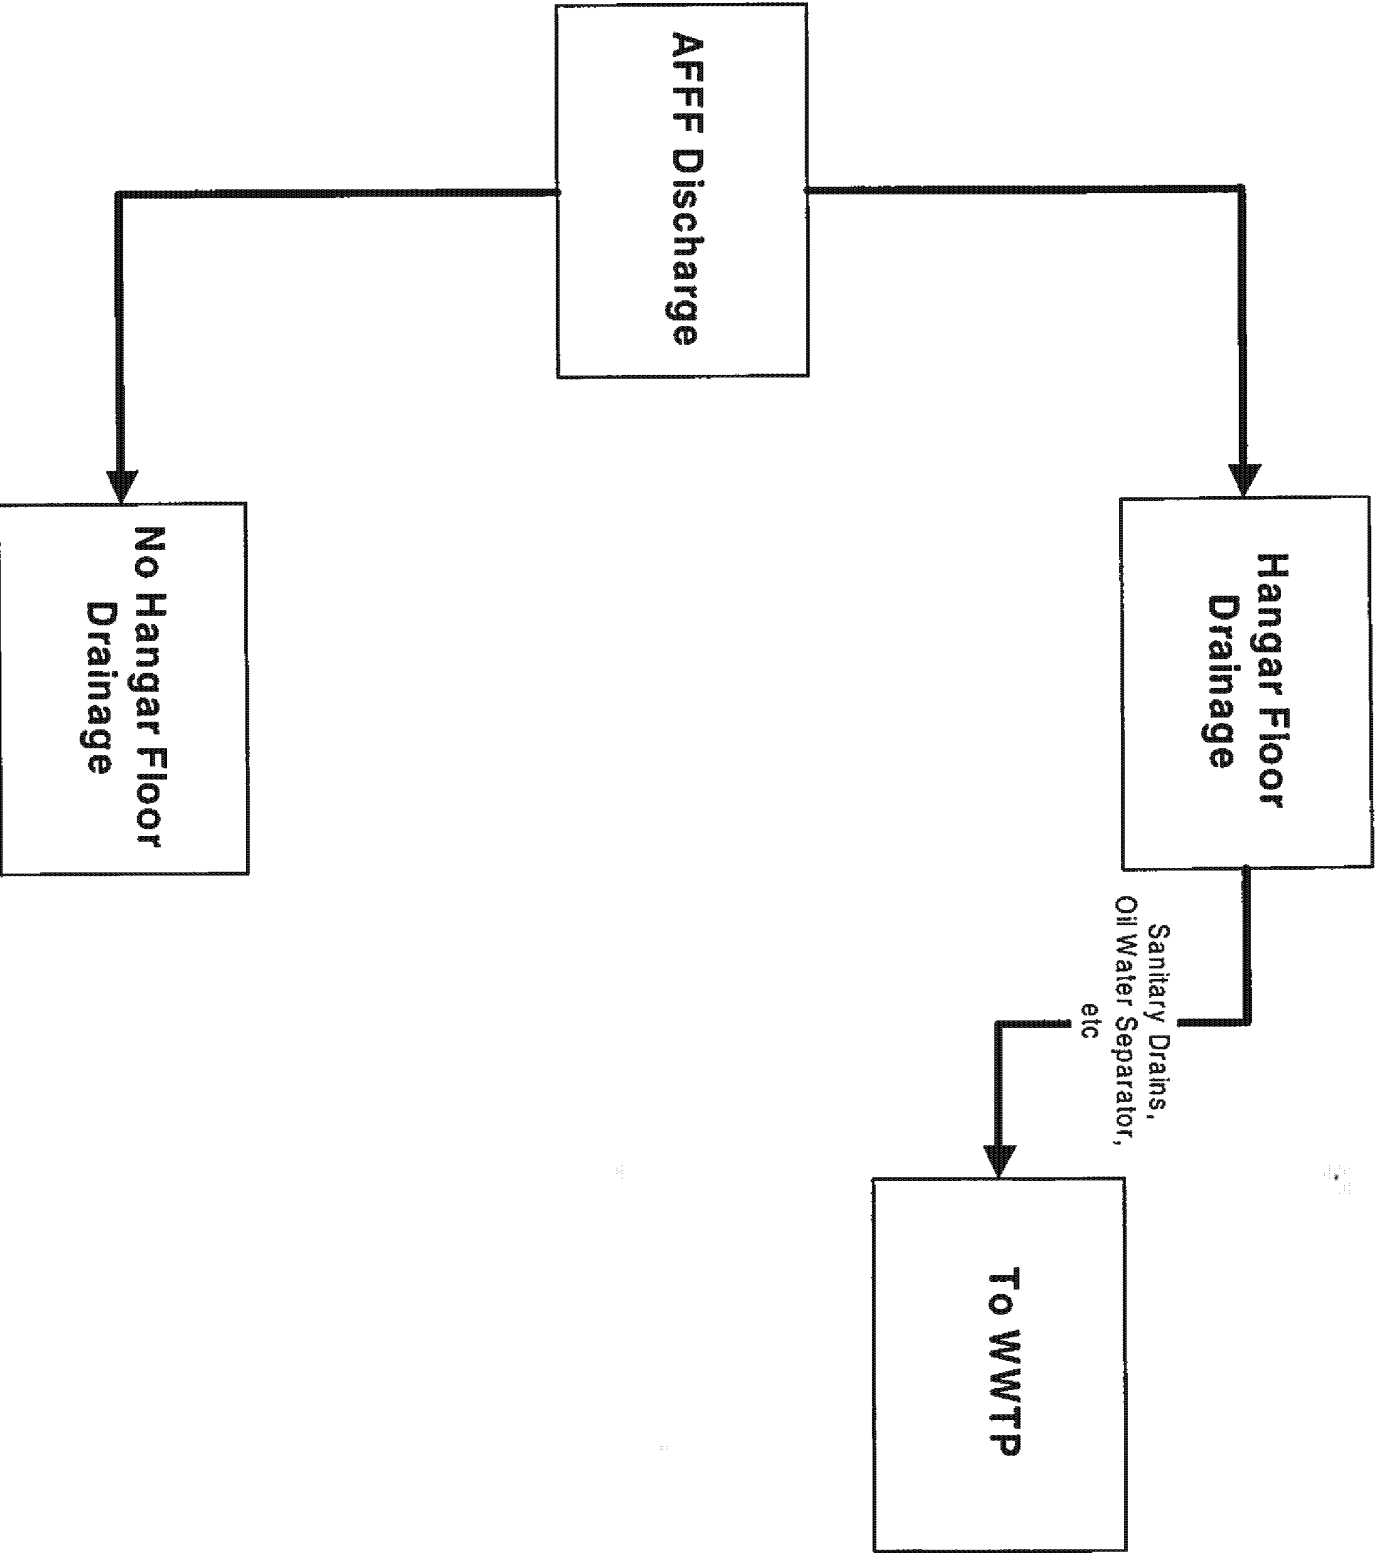 AFFF Discharge
Hangar Floor
Drainage
No Hangar Floor
Drainage
Sanitary Drains,
Oil Water Separator,
etc
To WWTP